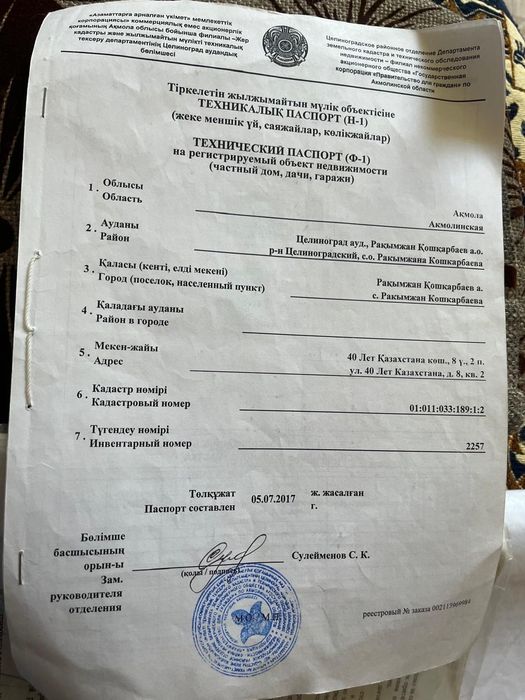 «Азаматтарға арналған үкімет» мемлекеттік
корпорациясы» коммерциялық емес акционерлік
қоғамының Ақмола облысы бойынша филиалы –Жер
кадастры және жылжымайтын мүлікті техникалық
тексеру департаментінің Целиноград аудандық
бөлімшесі
Целиноградское районное отделение Департамента
земельного кадастра и технического обследования
недвижимости – филиал некоммерческого
акционерного общества «Государственная
корпорация «Правительство для граждан» по
Акмолинской области
Тіркелетін жылжымайтын мүлік объектісіне
ТЕХНИКАЛЫҚ ПАСПОРТ (Н-1)
(жеке меншік үй, саяжайлар, көлікжайлар)
ТЕХНИЧЕСКИЙ ПАСПОРТ (Ф-1)
на регистрируемый объект недвижимости
(частный дом, дачи, гаражи)
1. Облысы
Область
Ақмола
Акмолинская
2. Ауданы
Район
Целиноград ауд., Рақымжан Қошқарбаев а.о.
р-н Целиноградский, с.о. Ракымжана Кошкарбаева
3. Қаласы (кенті, елді мекені)
Город (поселок, населенный пункт)
Рақымжан Қошқарбаев а.
с. Ракымжан Кошкарбаева
4. Қаладағы ауданы
Район в городе
5. Мекен-жайы
Адрес
40 Лет Қазахстана көш., 8 ү., 2 п.
ул. 40 Лет Казахстана, д. 8, кв. 2
6. Кадастр нөмірі
Кадастровый номер
01:011:033:189:1:2
7. Түгендеу нөмірі
Инвентарный номер
2257
Төлқұжат
Паспорт составлен
05.07.2017
ж. жасалған
г.
Бөлімше
басшысының
орын-ы
Зам.
руководителя
отделения
(қолы / подпись)
Сулейменов С. К.
М.О./М.П.
реестровый № заказа 002115969984